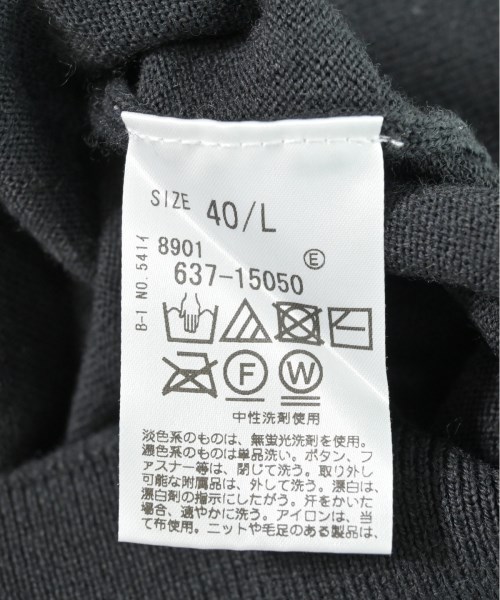 SIZE 40/L
8901
637-15050
E
B-1 NO.5414
F W
中性洗剤使用
淡色系のものは、無蛍光洗剤を使用。
濃色系のものは単品洗い。ボタン、フ
ァスナー等は、閉じて洗う。取り外し
可能な附属品は、外して洗う。漂白は、
漂白剤の指示にしたがう。汗をかいた
場合、速やかに洗う。アイロンは、当
て布使用。ニットや毛足のある製品は、